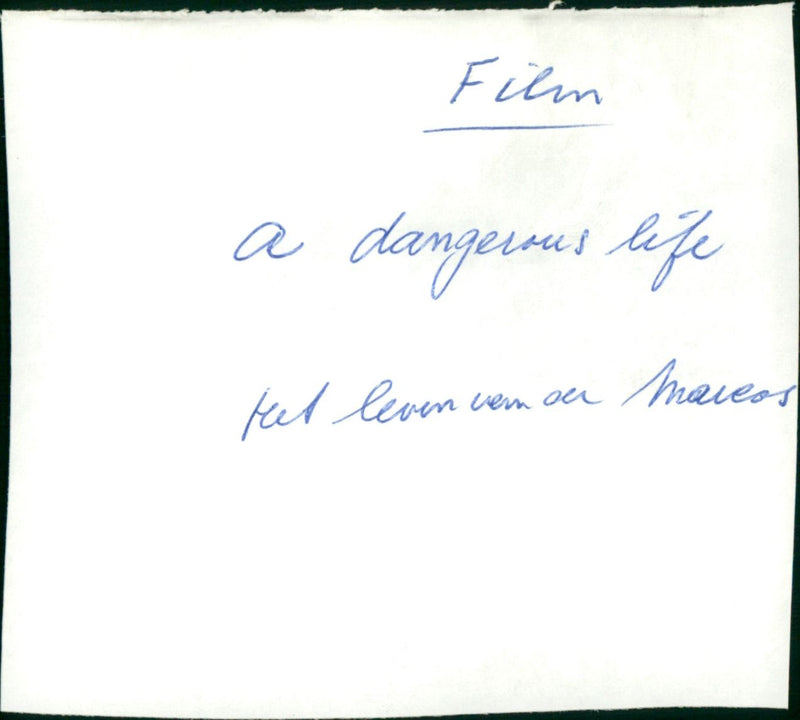 Film
a dangerous life
Het leven van de Marcos